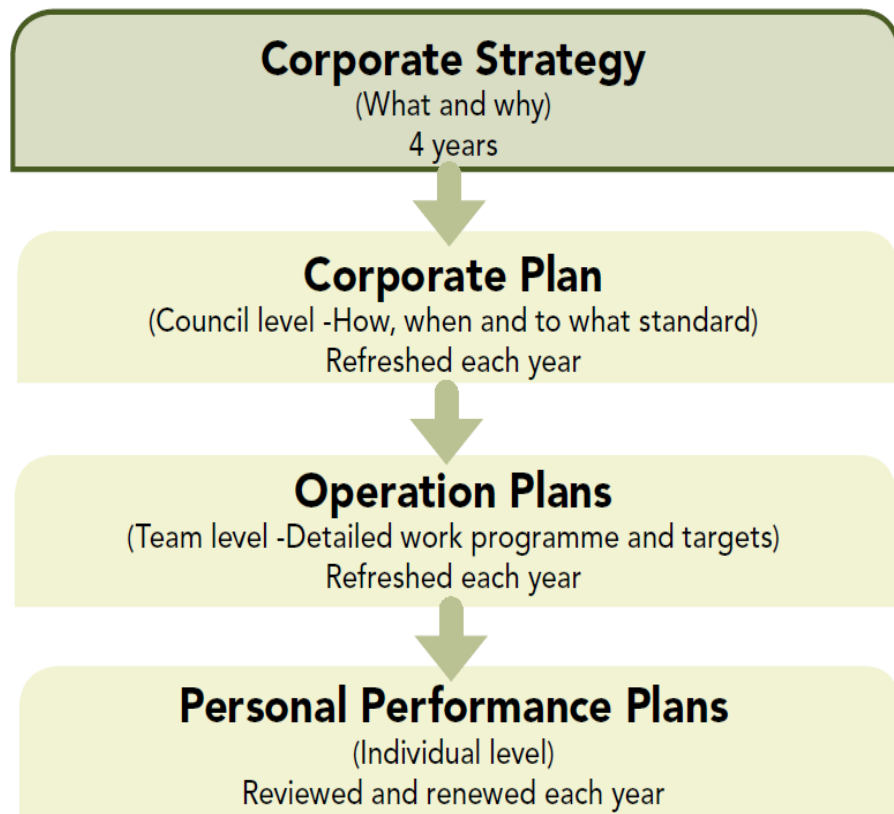 Corporate Strategy
(What and why)
4 years
Corporate Plan
(Council level -How, when and to what standard)
Refreshed each year
Operation Plans
(Team level -Detailed work programme and targets)
Refreshed each year
Personal Performance Plans
(Individual level)
Reviewed and renewed each year